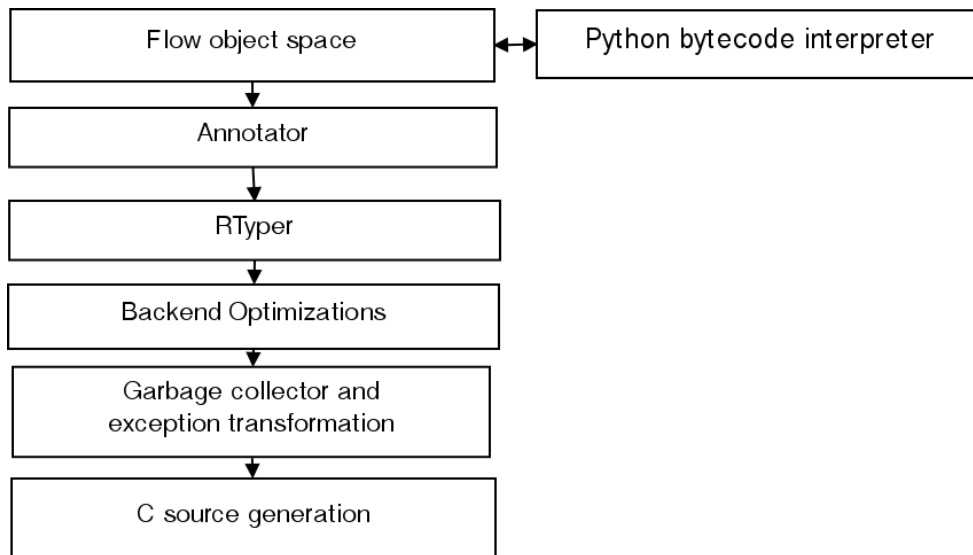 Flow object space
Python bytecode interpreter
Annotator
RTyper
Backend Optimizations
Garbage collector and
exception transformation
C source generation